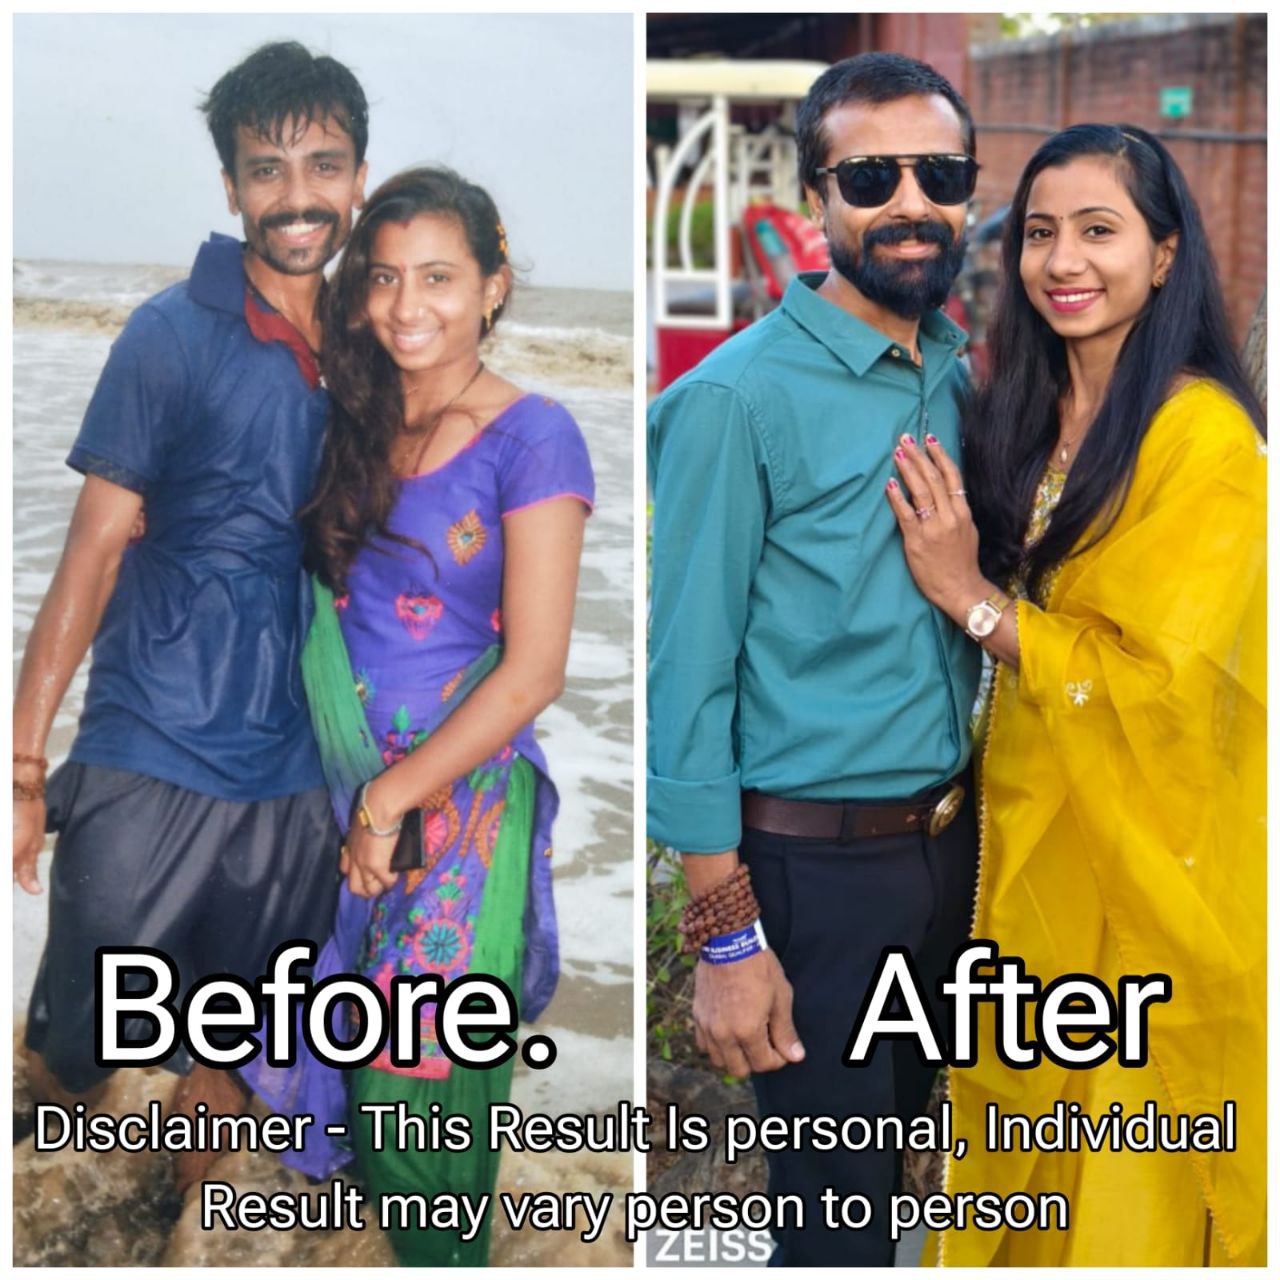 Before.
After
Disclaimer - This Result Is personal, Individual
Result may vary person to person
ZEISS